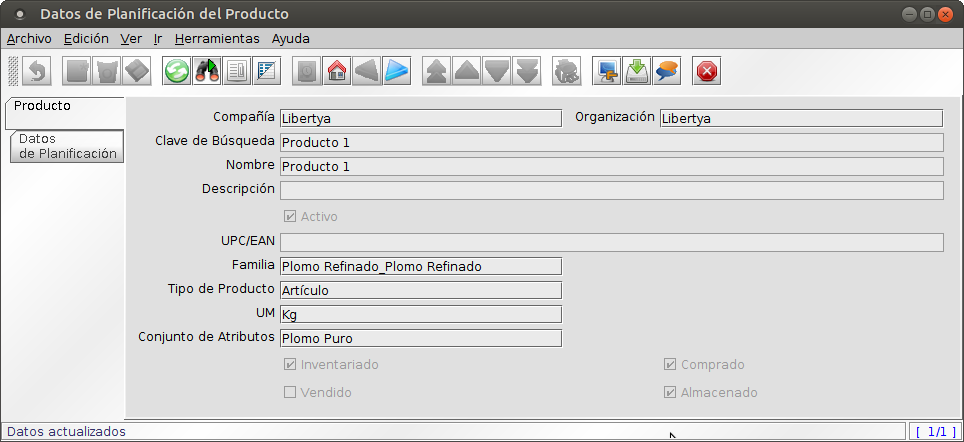 Datos de Planificación del Producto
Archivo Edición Ver Ir Herramientas Ayuda
Producto
Datos
de Planificación
Compañía Libertya Organización Libertya
Clave de Búsqueda Producto 1
Nombre Producto 1
Descripción
Activo
UPC/EAN
Familia Plomo Refinado_Plomo Refinado
Tipo de Producto Artículo
UM Kg
Conjunto de Atributos Plomo Puro
Inventariado Comprado
Vendido Almacenado
Datos actualizados [ 1/1 ]